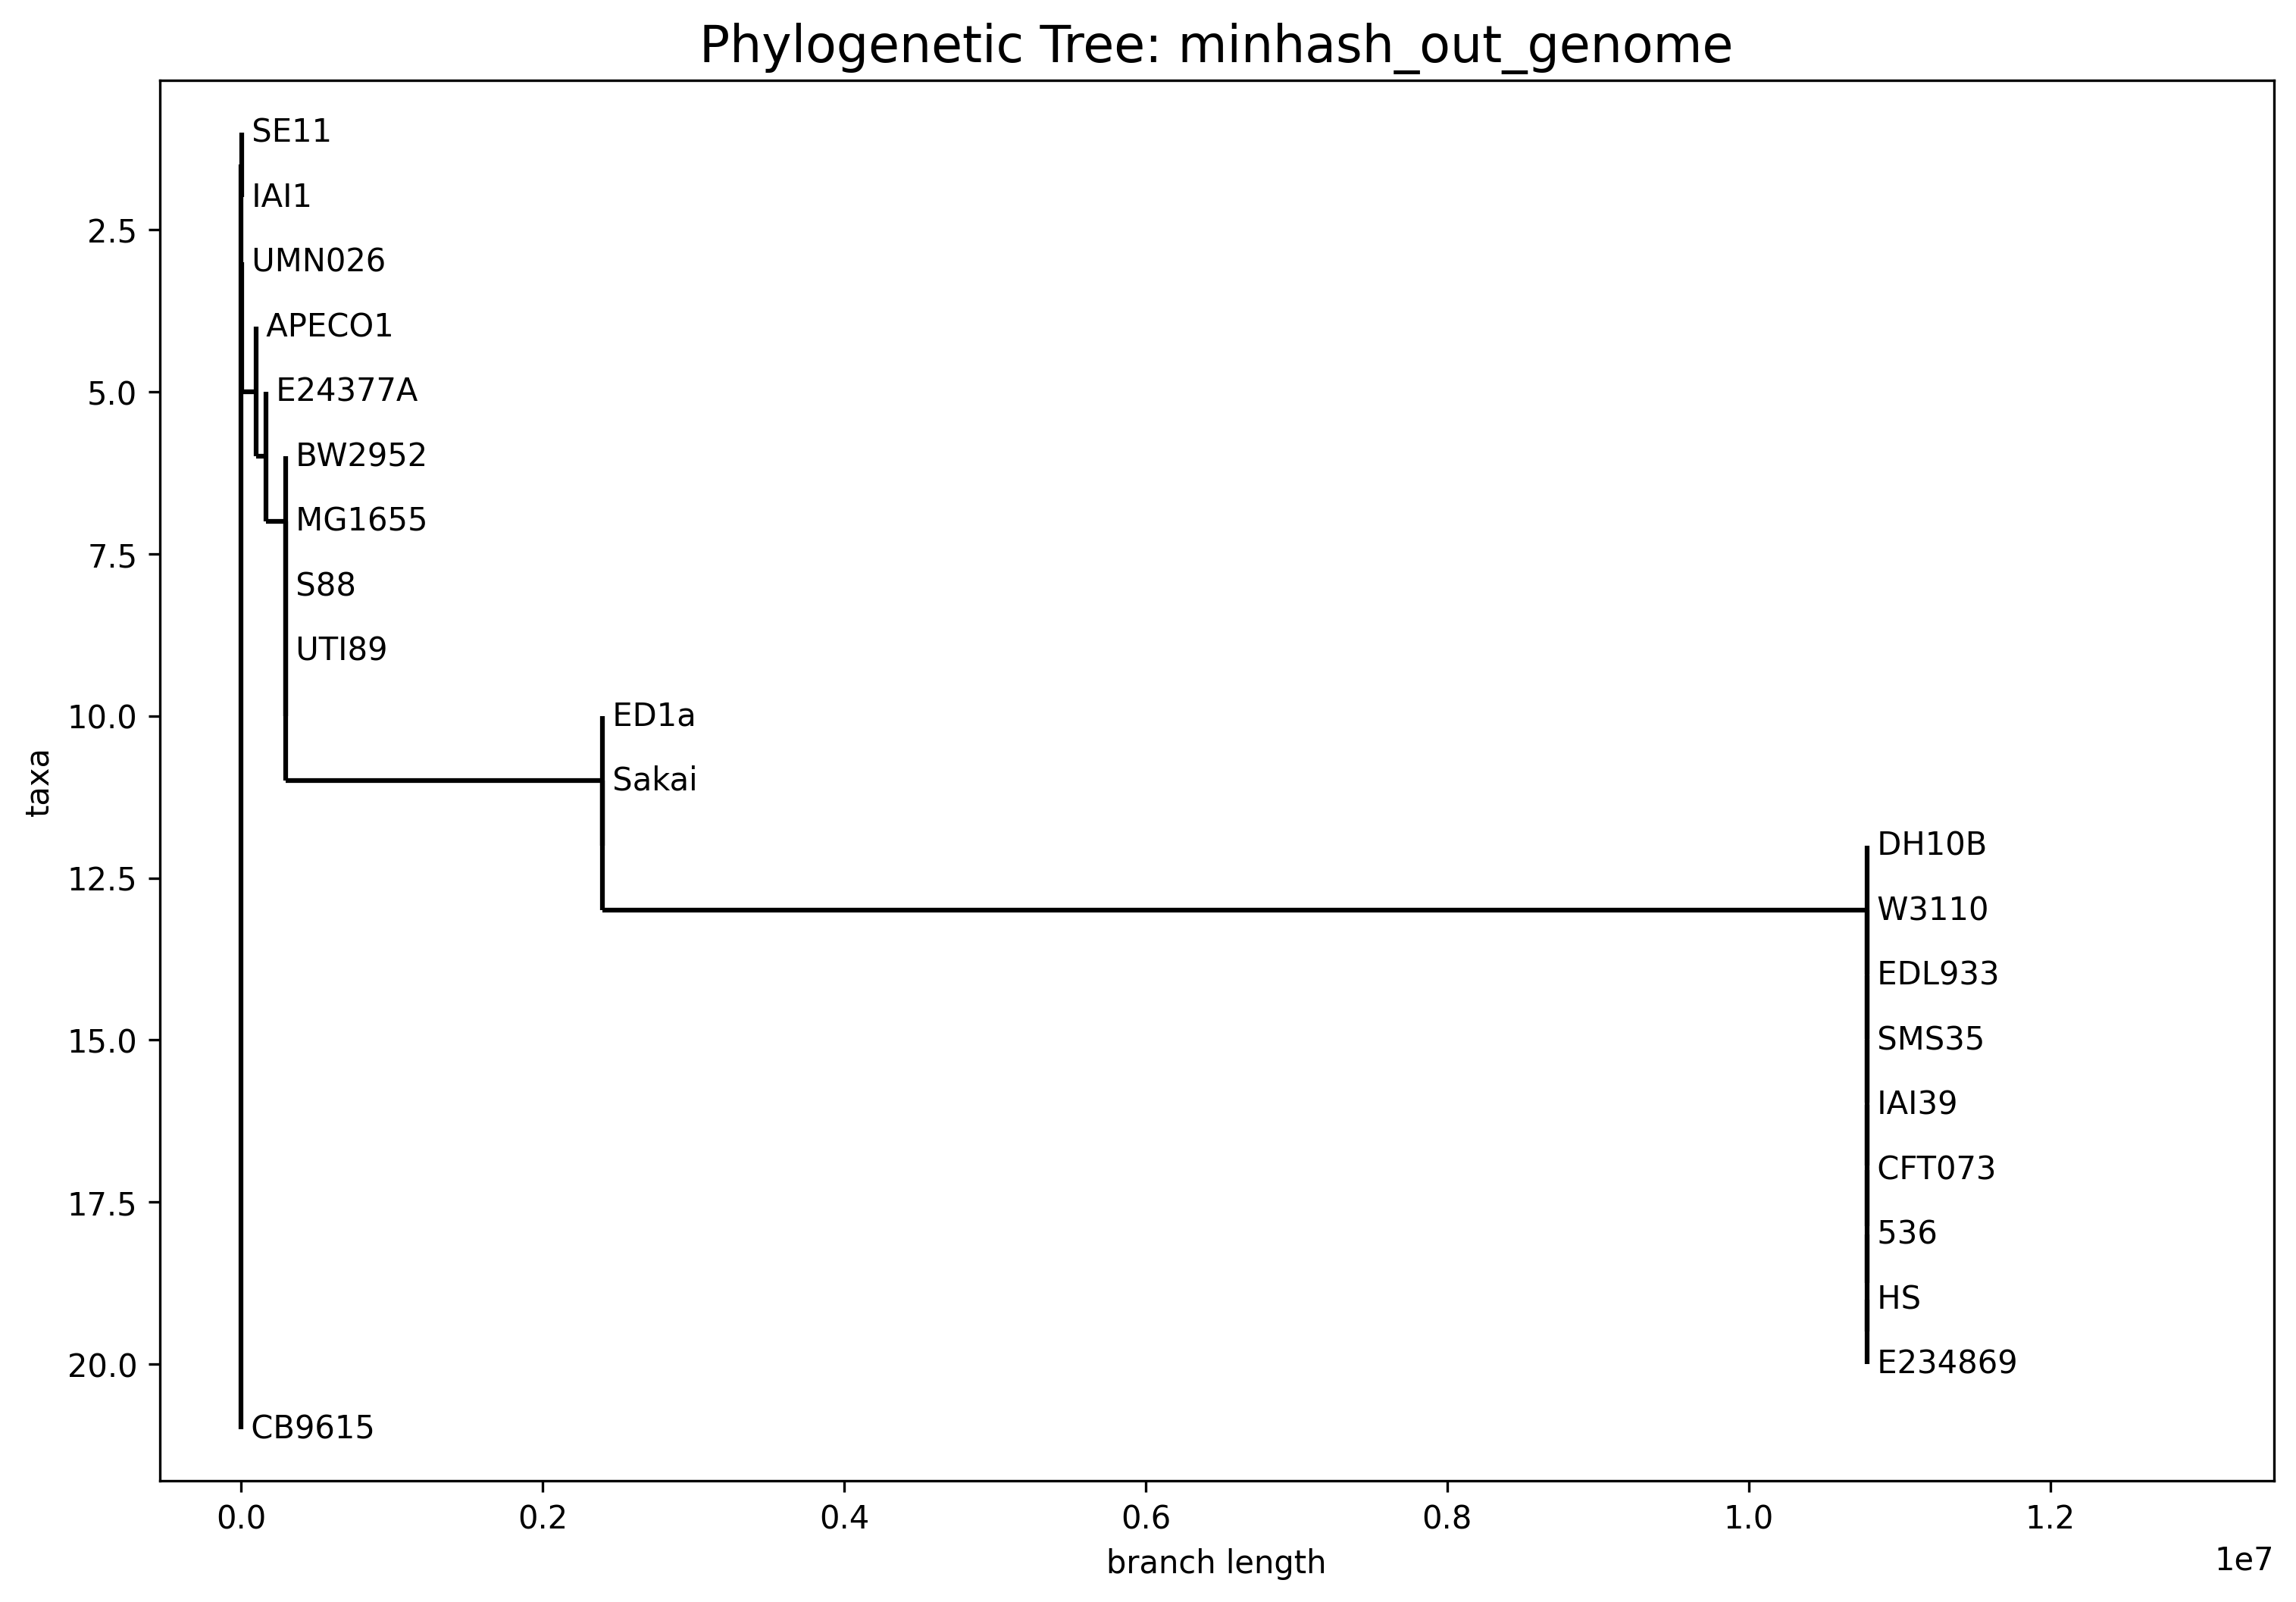 Phylogenetic Tree: minhash_out_genome
SE11
IAI1
UMN026
APECO1
E24377A
BW2952
MG1655
S88
UTI89
ED1a
Sakai
DH10B
W3110
EDL933
SMS35
IAI39
CFT073
536
HS
E234869
CB9615
2.5
5.0
7.5
10.0
12.5
15.0
17.5
20.0
taxa
0.0 0.2 0.4 0.6 0.8 1.0 1.2
branch length
1e7